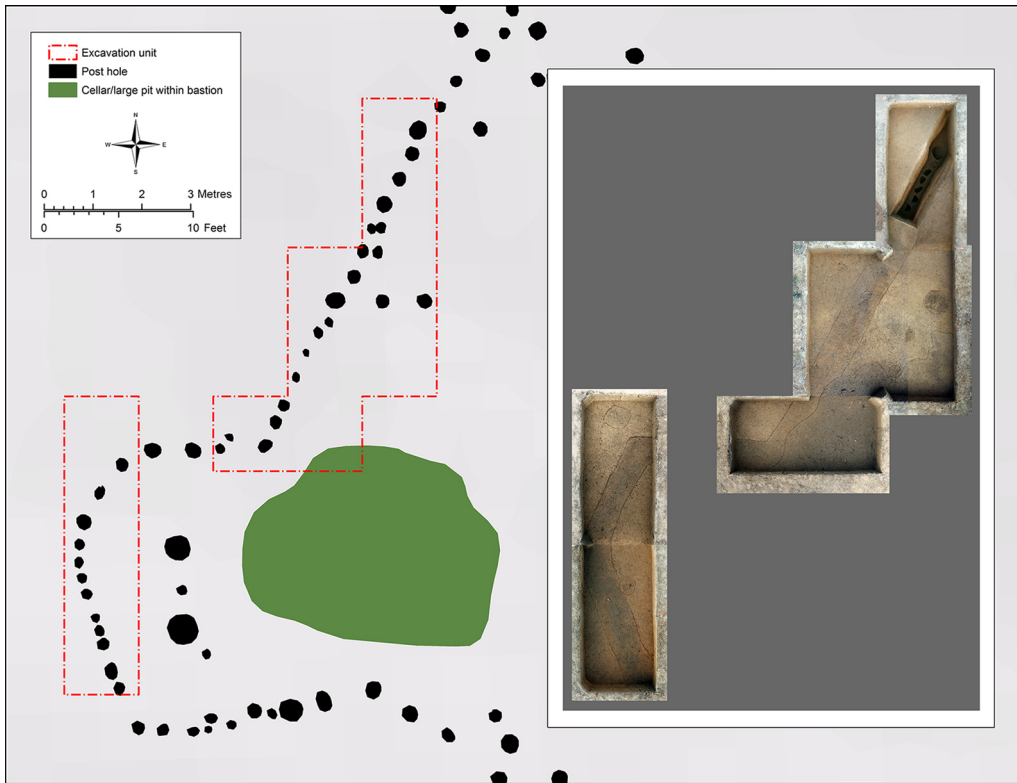 Excavation unit
Post hole
Cellar/large pit within bastion
N
W E
S
0 1 2 3 Metres
0 5 10 Feet